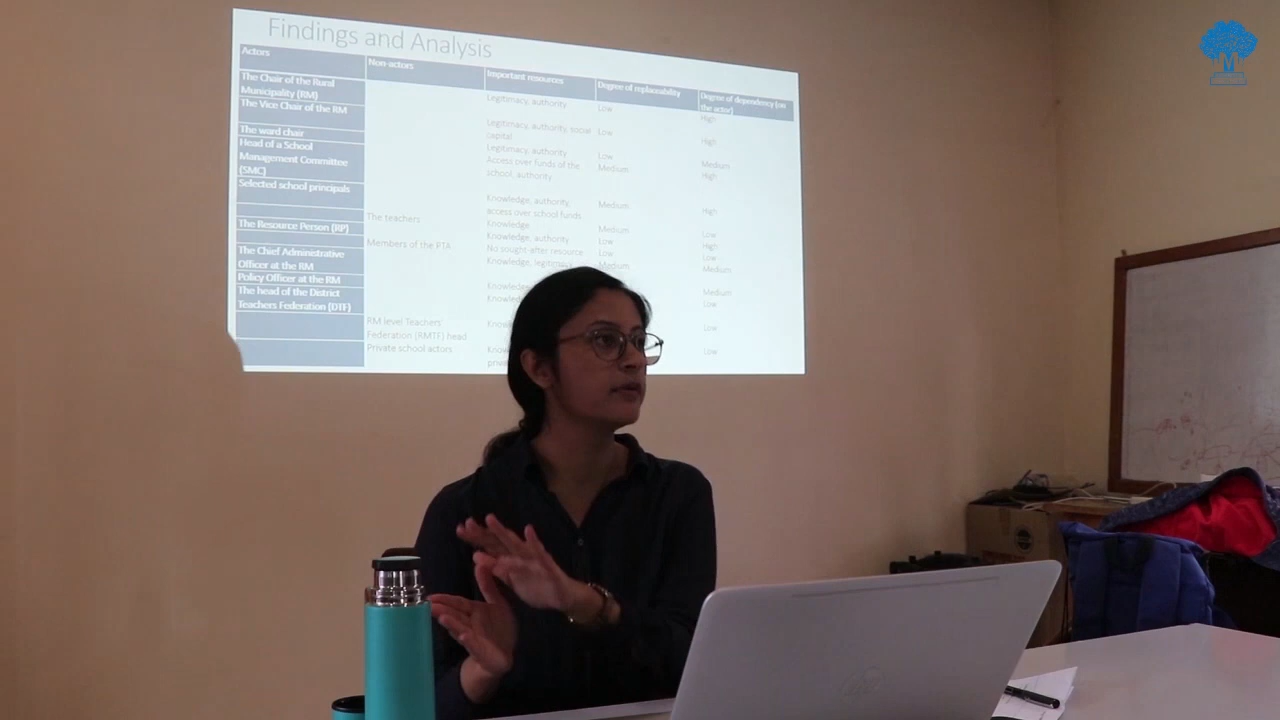 Findings and Analysis
Actors
Non-actors
Important resources
Degree of replaceability
Degree of dependency (on
the actor)
The Chair of the Rural
Municipality (RM)
Legitimacy, authority
Low
High
The Vice Chair of the RM
Legitimacy, authority, social
capital
Low
High
The ward chair
Legitimacy, authority
Low
Medium
Head of a School
Management Committee
(SMC)
Access over funds of the
school, authority
Medium
High
Selected school principals
Knowledge, authority,
access over school funds
Medium
High
The teachers
Knowledge
Medium
Low
The Resource Person (RP)
Knowledge, authority
Low
High
Members of the PTA
No sought-after resource
Low
Low
The Chief Administrative
Officer at the RM
Knowledge, legitimacy
Medium
Medium
Policy Officer at the RM
Medium
The head of the District
Teachers Federation (DTF)
Low
RM level Teachers'
Federation (RMTF) head
Low
Private school actors
Low